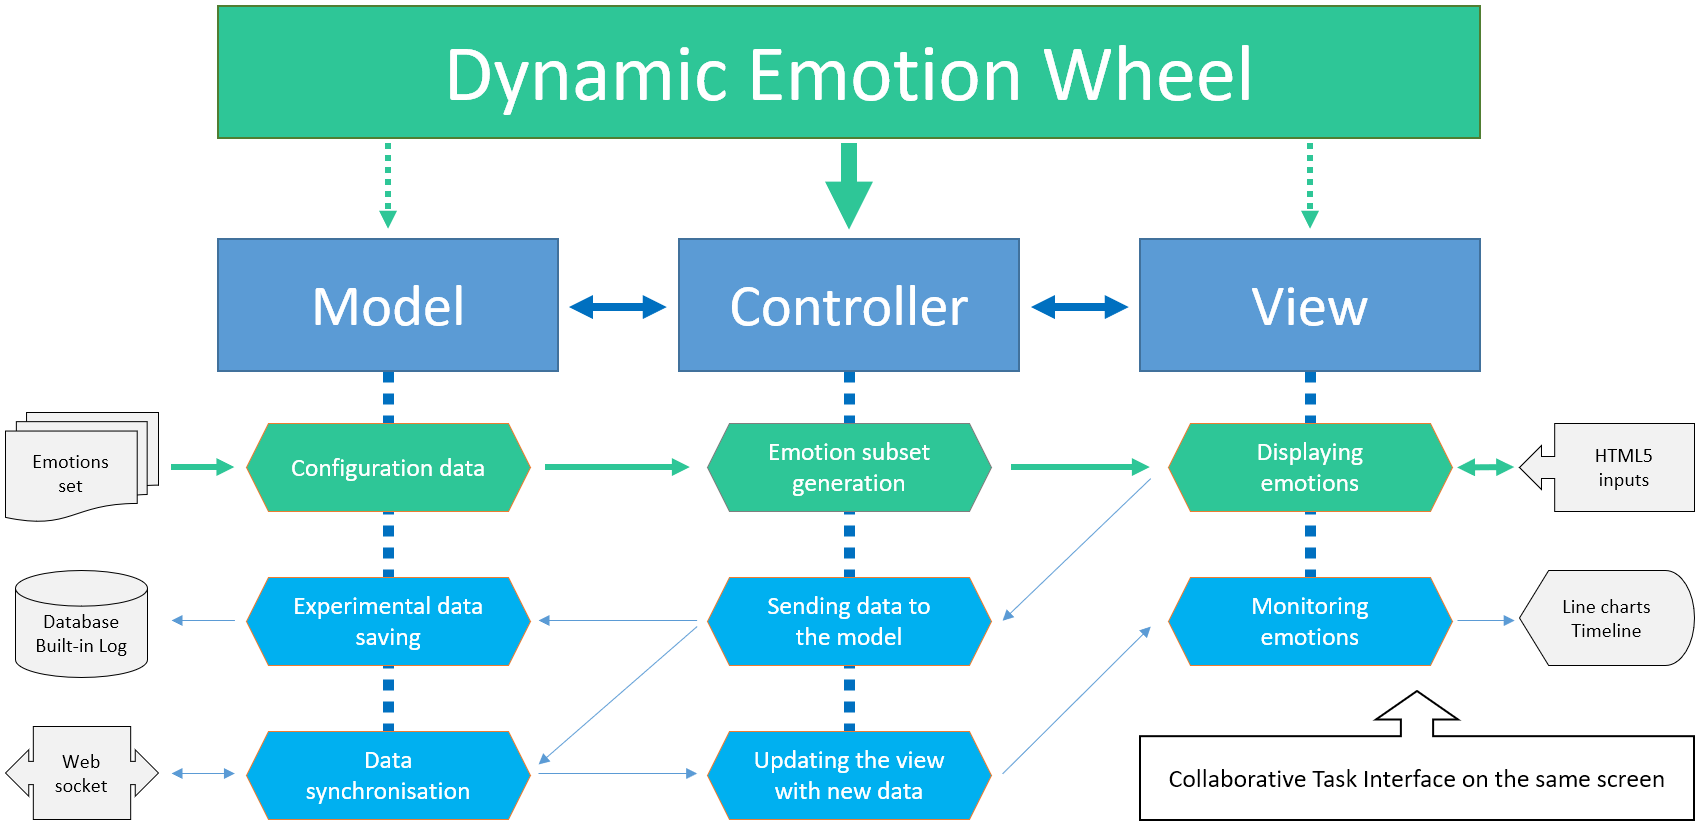 Dynamic Emotion Wheel
Model
Controller
View
Emotions
set
Configuration data
Emotion subset
generation
Displaying
emotions
HTML5
inputs
Database
Built-in Log
Experimental data
saving
Sending data to
the model
Monitoring
emotions
Line charts
Timeline
Web
socket
Data
synchronisation
Updating the view
with new data
Collaborative Task Interface on the same screen